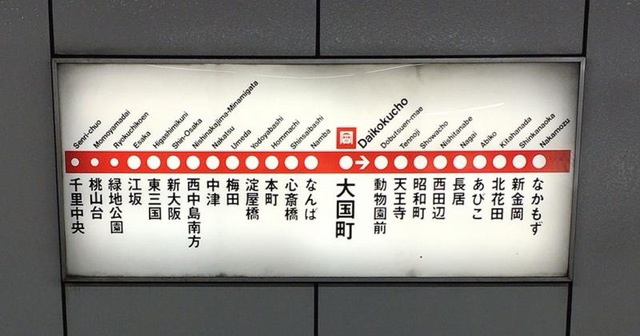 Senri-chuo
Momoyamadai
Ryokuchikoen
Esaka
Higashimikuni
Shin-Osaka
Nishinakajima-Minamigata
Nakatsu
Umeda
Yodoyabashi
Hommachi
Shinsaibashi
Namba
Daikokucho
Dobutsuen-mae
Tennoji
Showacho
Nishitanabe
Nagai
Abiko
Kitahanada
Shinkanaoka
Nakamozu
千里中央
桃山台
緑地公園
江坂
東三国
新大阪
西中島南方
中津
梅田
淀屋橋
本町
心斎橋
なんば
大国町
動物園前
天王寺
昭和町
西田辺
長居
あびこ
北花田
新金岡
なかもず